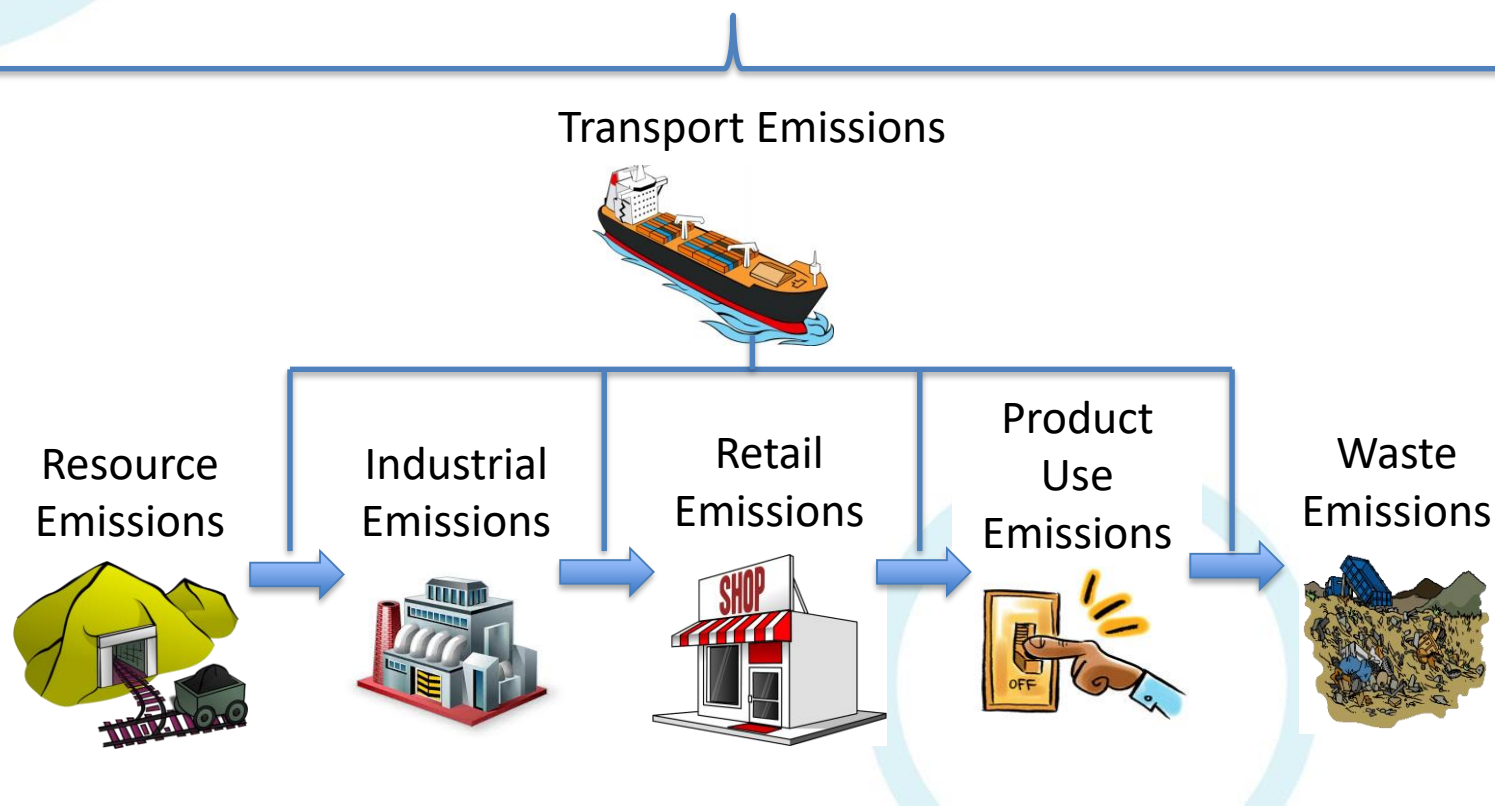 Transport Emissions
Resource
Emissions
Industrial
Emissions
Retail
Emissions
Product
Use
Emissions
Waste
Emissions
SHOP
OFF